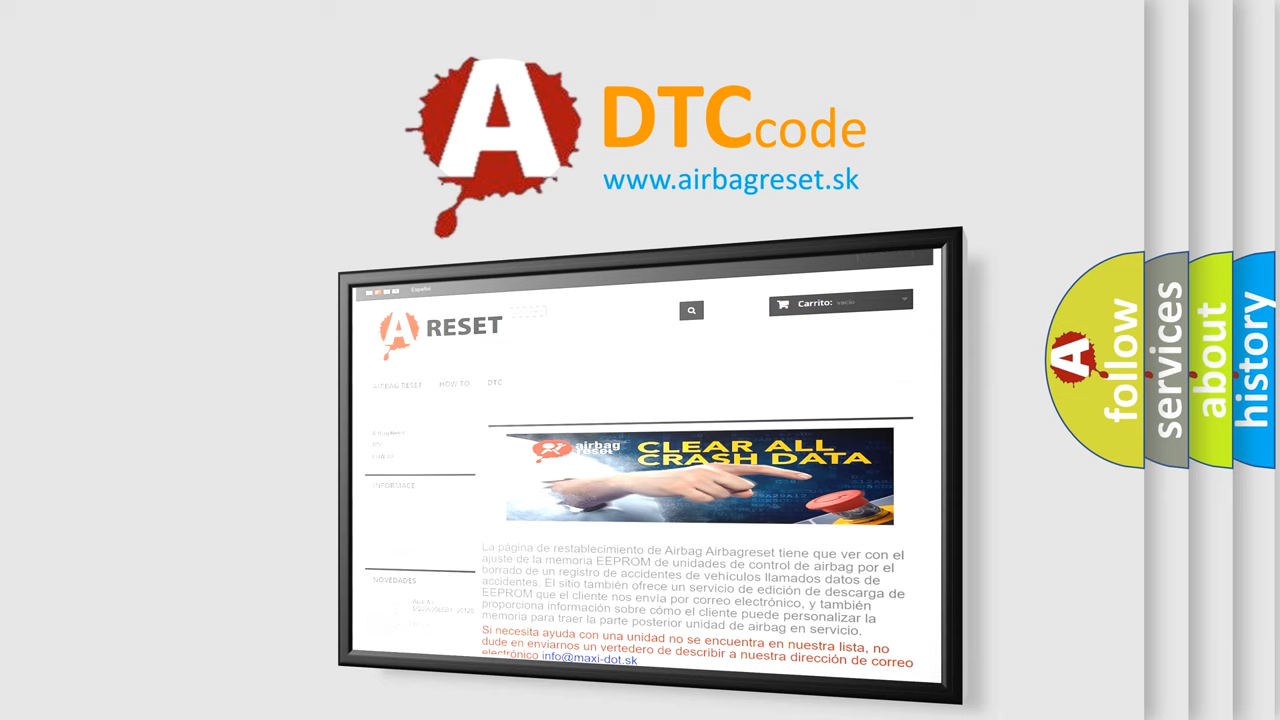 A DTCcode
www.airbagreset.sk
Español
A RESET
Carrito: vacío
AIRBAG RESET HOW TO DTC
INFORMACE
airbag
reset
CLEAR ALL
CRASH DATA
La página de restablecimiento de Airbag Airbagreset tiene que ver con el
ajuste de la memoria EEPROM de unidades de control de airbag por el
borrado de un registro de accidentes de vehículos llamados datos de
accidentes. El sitio también ofrece un servicio de edición de descarga de
EEPROM que el cliente nos envía por correo electrónico, y también
proporciona información sobre cómo el cliente puede personalizar la
memoria para traer la parte posterior unidad de airbag en servicio.
Si necesita ayuda con una unidad no se encuentra en nuestra lista, no
dude en enviarnos un vertedero de describir a nuestra dirección de correo
electrónico info@maxi-dot.sk
NOVEDADES
A follow
services
about
history